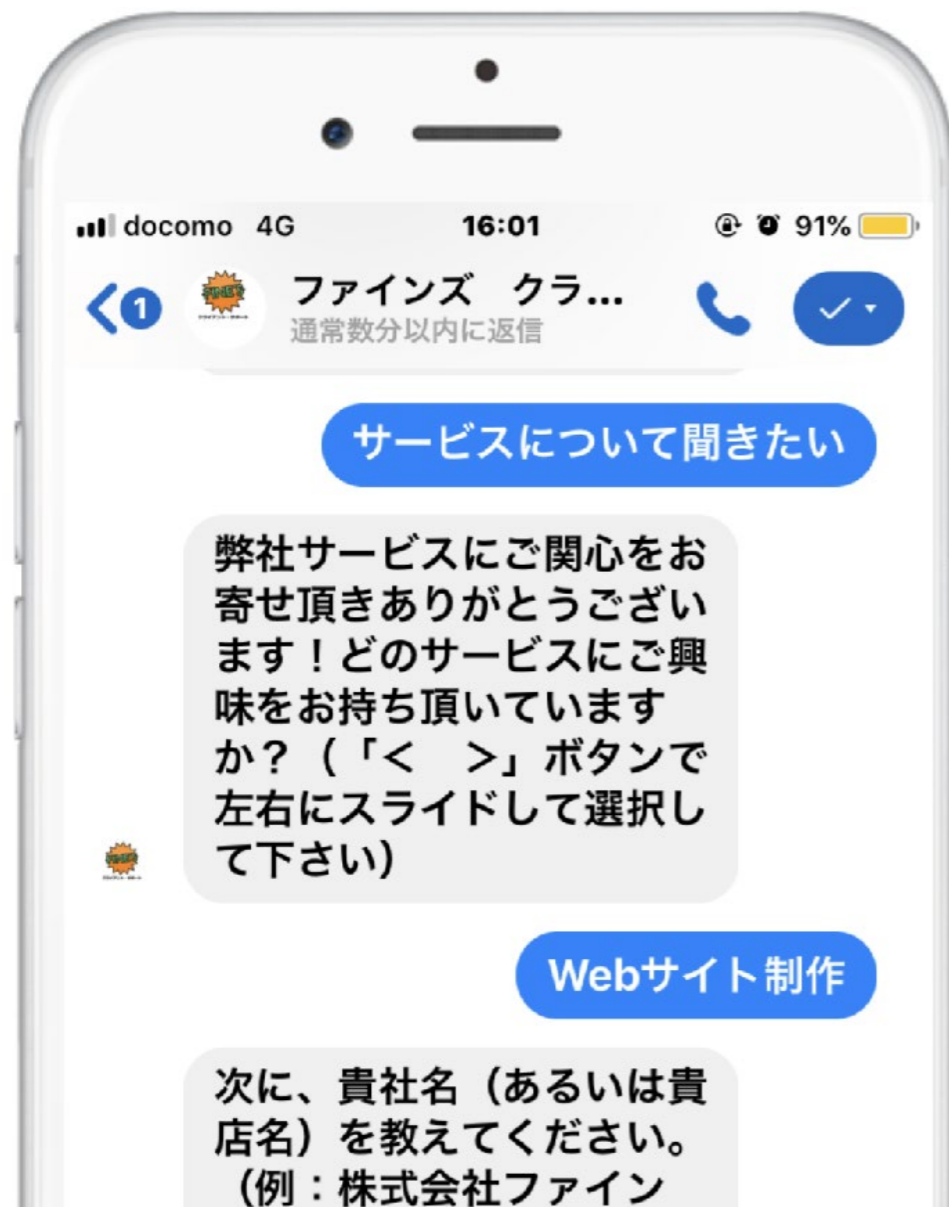 docomo 4G 16:01 91%
1 ファインズ　クラ...
通常数分以内に返信
サービスについて聞きたい
弊社サービスにご関心をお
寄せ頂きありがとうござい
ます！どのサービスにご興
味をお持ち頂いています
か？（「<　>」ボタンで
左右にスライドして選択し
て下さい）
Webサイト制作
次に、貴社名（あるいは貴
店名）を教えてください。
（例：株式会社ファイン